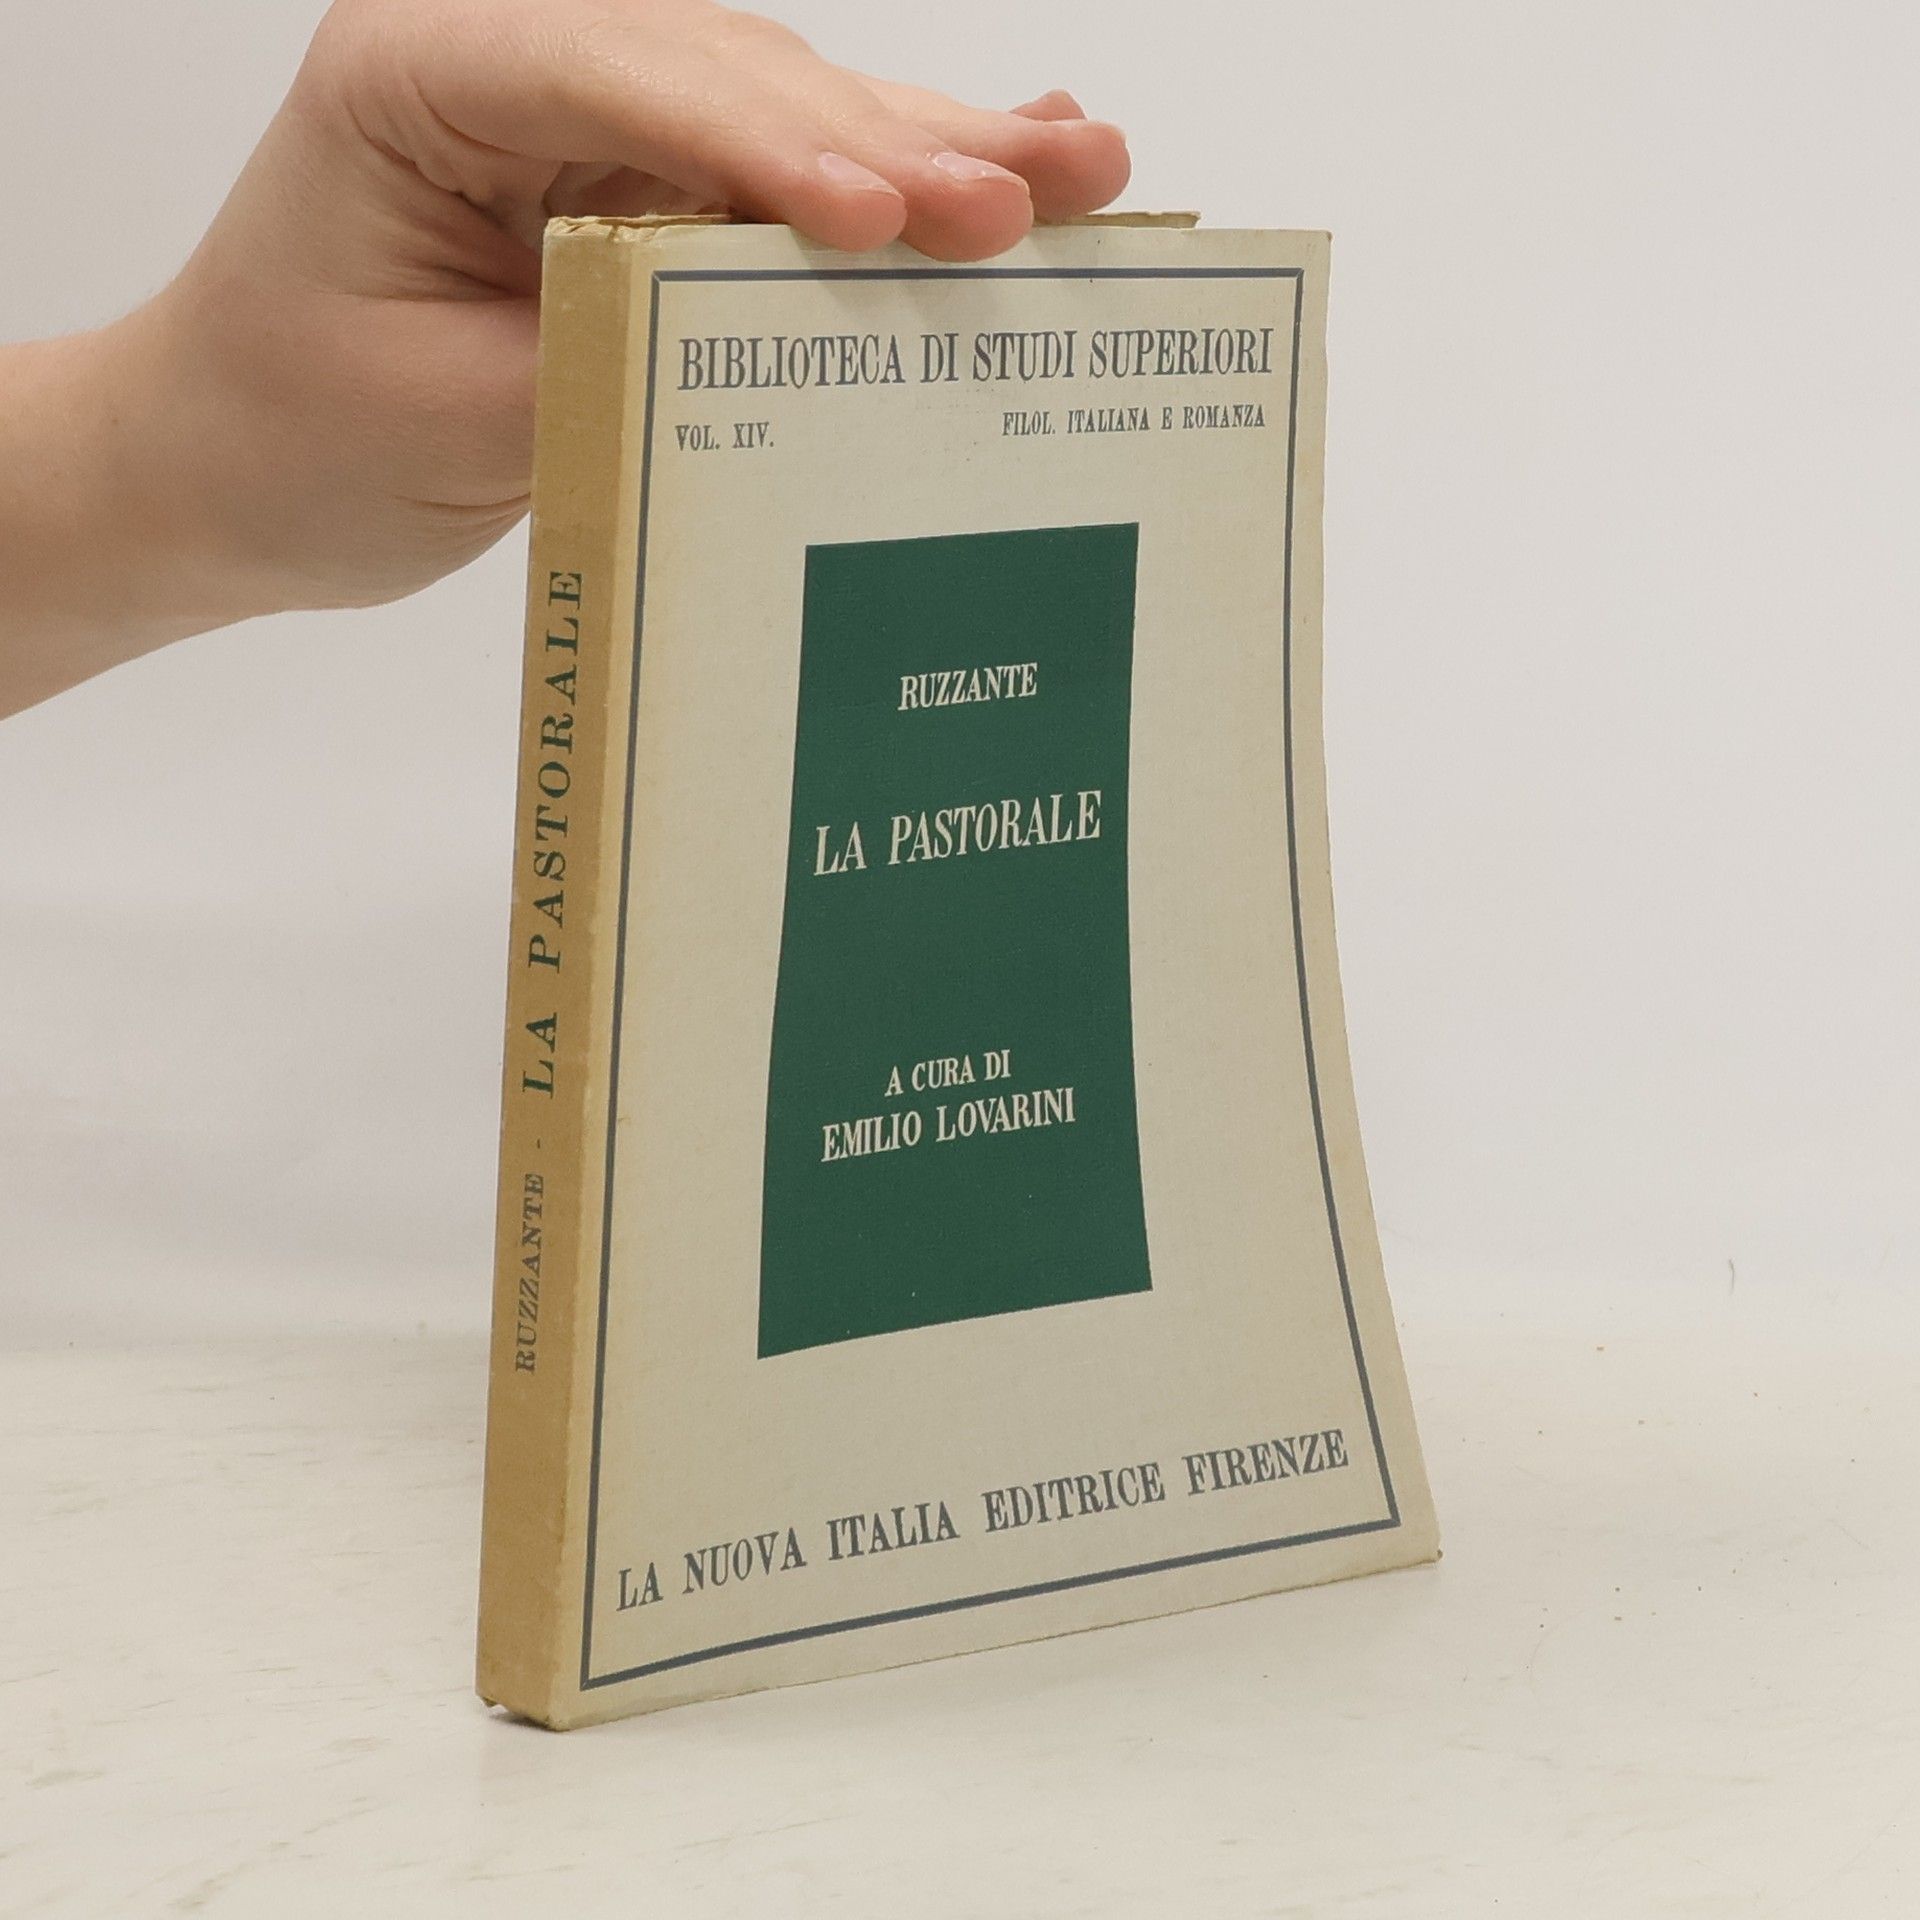 BIBLIOTECA DI STUDI SUPERIORI
VOL. XIV. FILOL. ITALIANA E ROMANZA
RUZZANTE
LA PASTORALE
A CURA DI
EMILIO LOVARINI
LA NUOVA ITALIA EDITRICE FIRENZE
RUZZANTE - LA PASTORALE